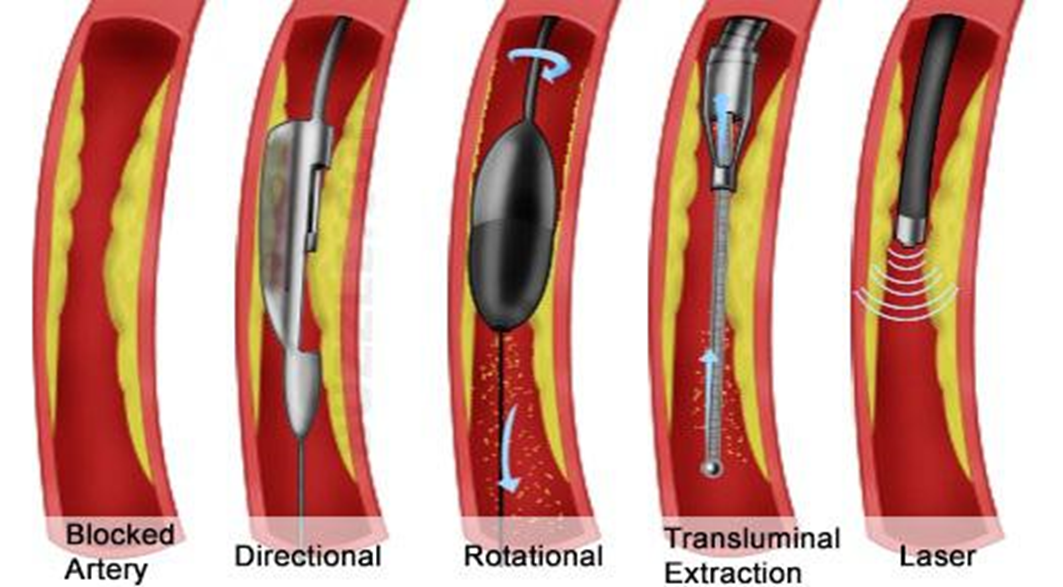 Blocked
Artery
Directional
Rotational
Transluminal
Extraction
Laser